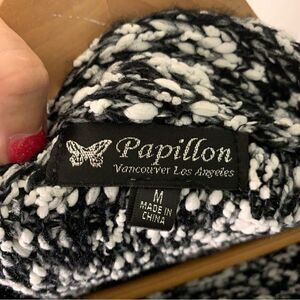 Papillon
Vancouver Los Angeles
M
MADE IN
CHINA